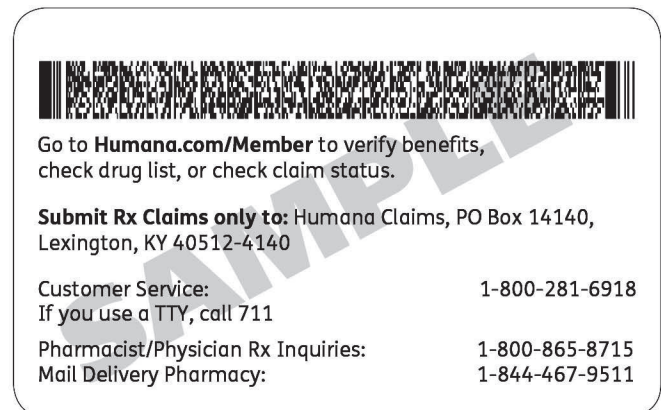 Go to Humana.com/Member to verify benefits,
check drug list, or check claim status.
Submit Rx Claims only to: Humana Claims, PO Box 14140,
Lexington, KY 40512-4140
Customer Service: 1-800-281-6918
If you use a TTY, call 711
Pharmacist/Physician Rx Inquiries: 1-800-865-8715
Mail Delivery Pharmacy: 1-844-467-9511
SAMPLE